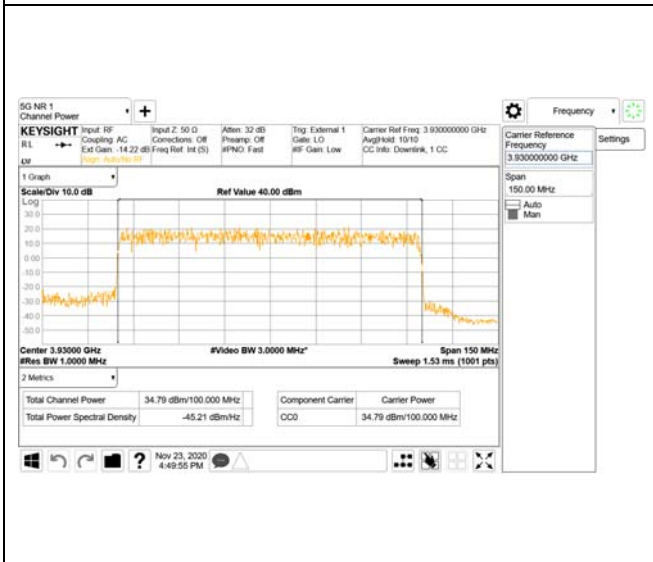 5G NR 1
Channel Power
Frequency
KEYSIGHT Input: RF Input Z: 50 Ω Atten: 32 dB Trig: External 1 Carrier Ref Freq: 3.930000000 GHz
RL Coupling: AC Corrections: Off Preamp: Off Gate: LO Avg|Hold: 10/10
Ext Gain: -14.22 dB Freq Ref: Int (S) #PNO: Fast #IF Gain: Low CC Info: Downlink, 1 CC
Align: Auto/No RF
Carrier Reference
Frequency
3.930000000 GHz
Settings
Span
150.00 MHz
Auto
Man
1 Graph
Scale/Div 10.0 dB Ref Value 40.00 dBm
Log
30.0
20.0
10.0
0.00
-10.0
-20.0
-30.0
-40.0
-50.0
Center 3.93000 GHz #Video BW 3.0000 MHz* Span 150 MHz
#Res BW 1.0000 MHz Sweep 1.53 ms (1001 pts)
2 Metrics
Total Channel Power 34.79 dBm/100.000 MHz Component Carrier Carrier Power
Total Power Spectral Density -45.21 dBm/Hz CC0 34.79 dBm/100.000 MHz
? Nov 23, 2020
4:49:55 PM